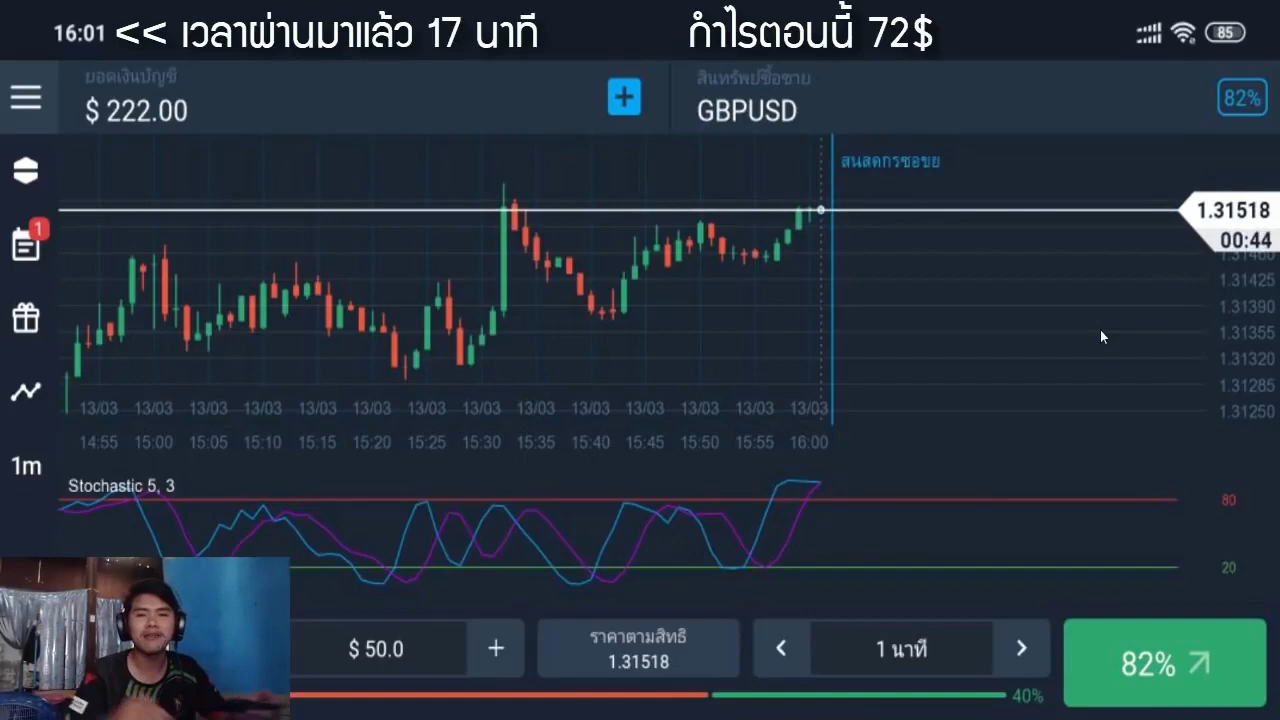 16:01 << เวลาผ่านมาแล้ว 17 นาที กำไรตอนนี้ 72$
85
ยอดเงินบัญชี
$ 222.00
+
สินทรัพย์ซื้อขาย
GBPUSD
82%
สนสดกรซอขย
1.31518
00:44
1
1.31460
1.31425
1.31390
1.31355
1.31320
1.31285
1.31250
13/03 13/03 13/03 13/03 13/03 13/03 13/03 13/03 13/03 13/03 13/03 13/03 13/03 13/03
14:55 15:00 15:05 15:10 15:15 15:20 15:25 15:30 15:35 15:40 15:45 15:50 15:55 16:00
1m
Stochastic 5, 3
80
20
$ 50.0 +
ราคาตามสิทธิ
1.31518
< 1 นาที >
82%
40%